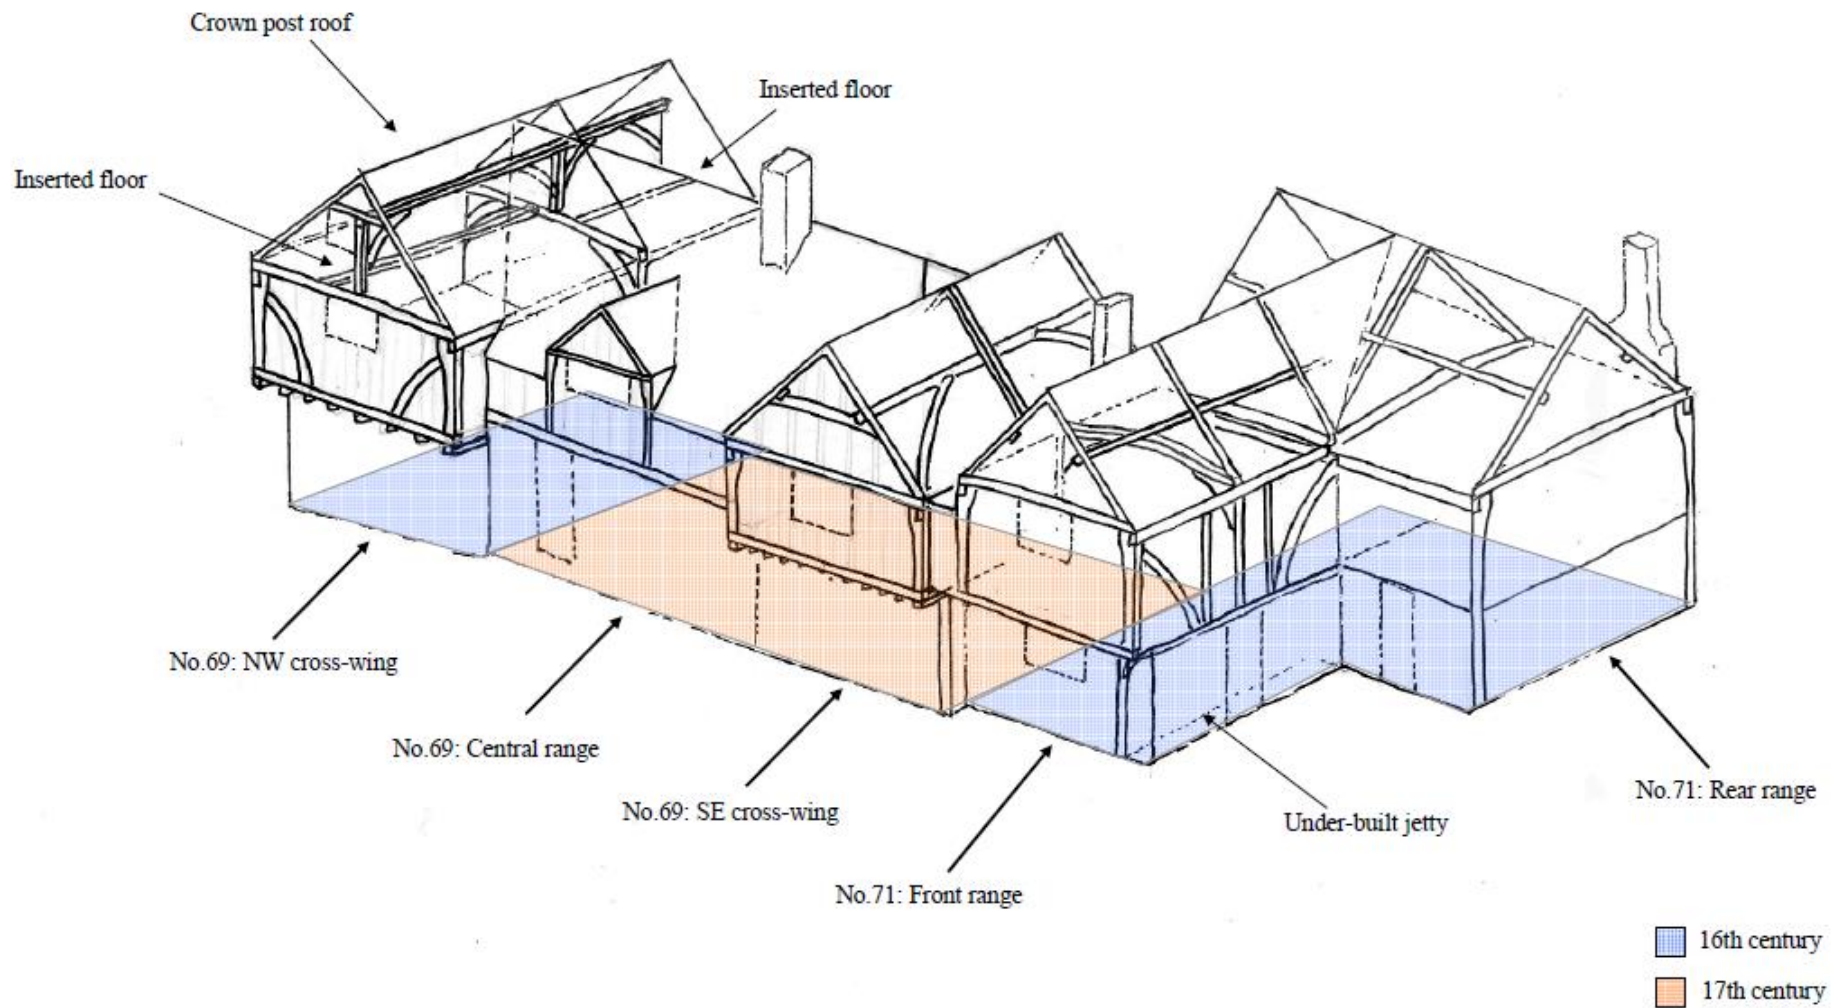 Crown post roof
Inserted floor
Inserted floor
No.69: NW cross-wing
No.69: Central range
No.69: SE cross-wing
No.71: Front range
Under-built jetty
No.71: Rear range
16th century
17th century